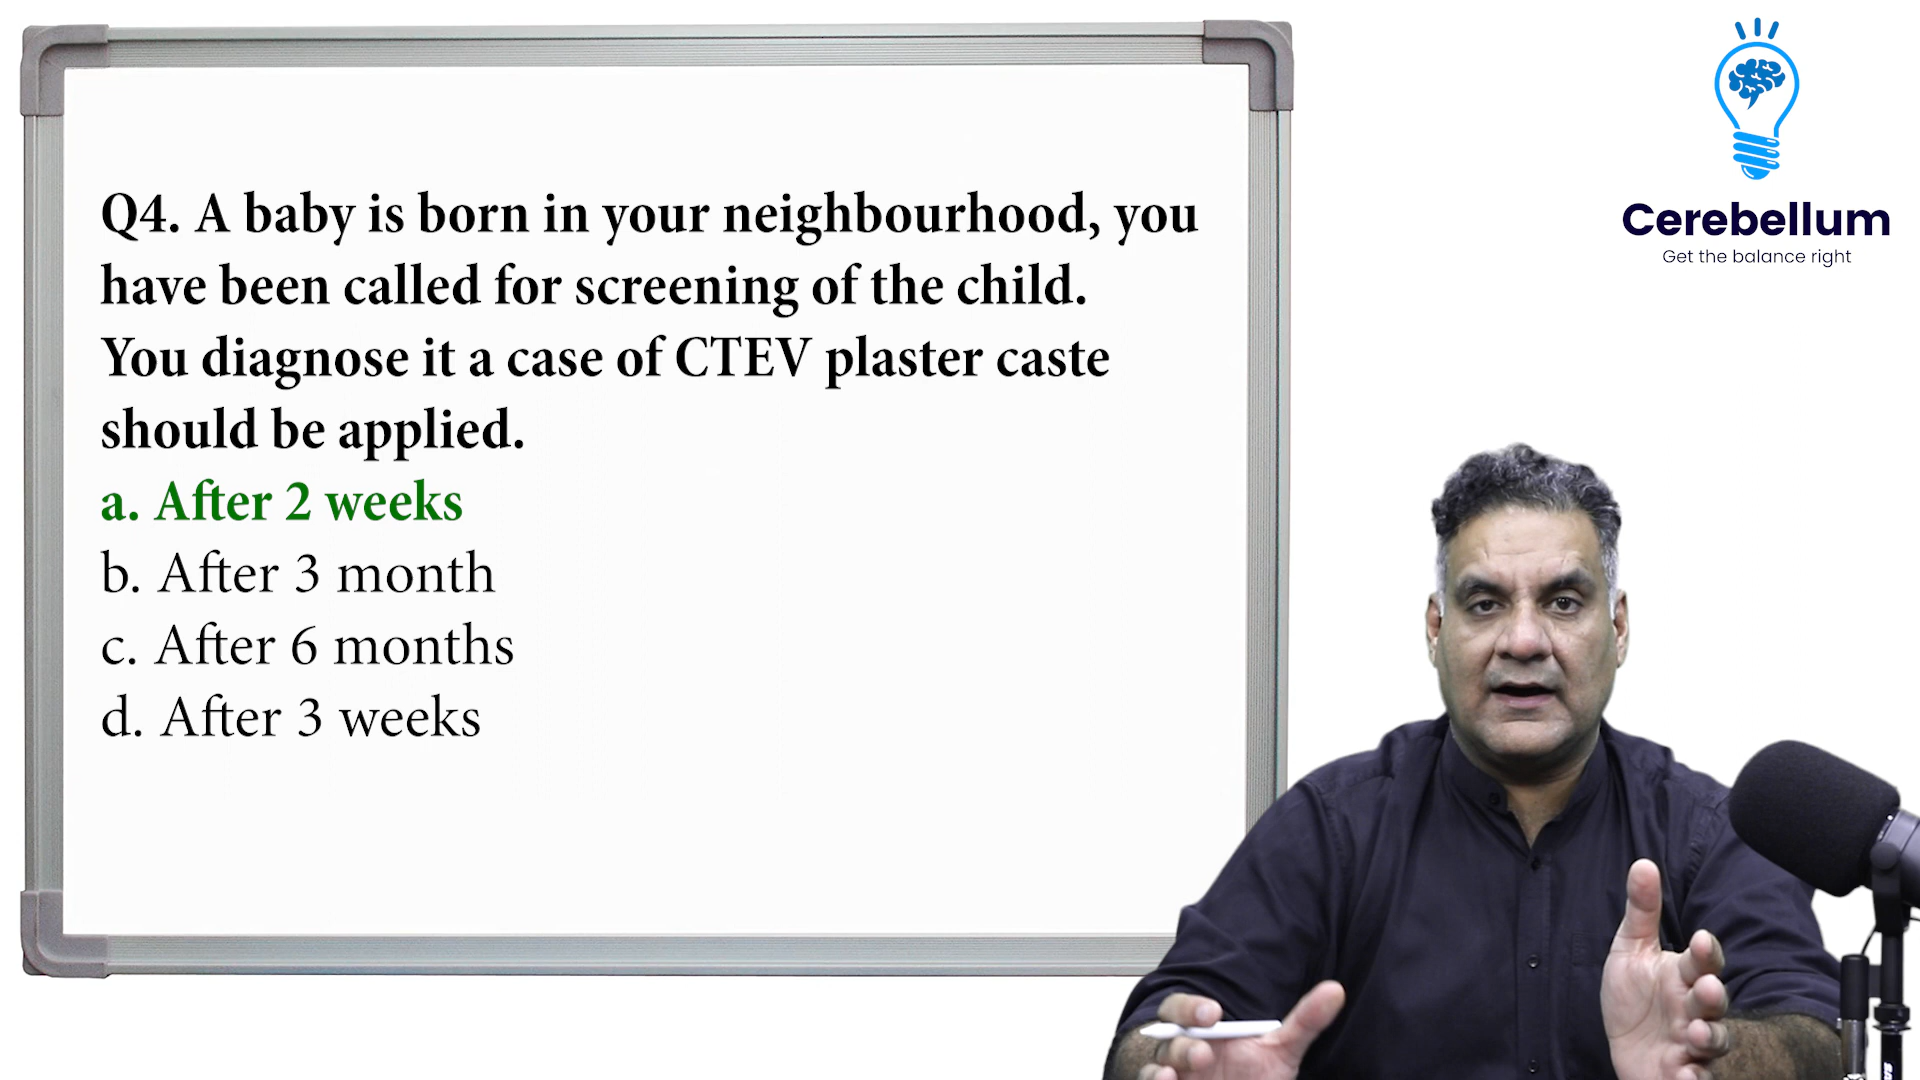 Q4. A baby is born in your neighbourhood, you
have been called for screening of the child.
You diagnose it a case of CTEV plaster caste
should be applied.
a. After 2 weeks
b. After 3 month
c. After 6 months
d. After 3 weeks
Cerebellum
Get the balance right